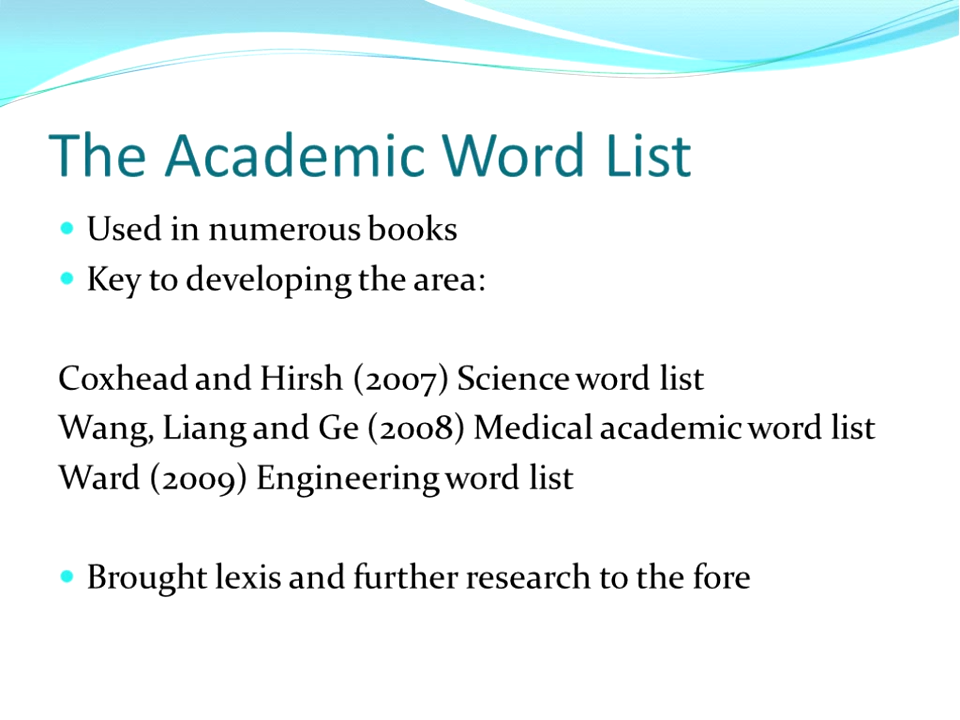 The Academic Word List
Used in numerous books
Key to developing the area:
Coxhead and Hirsh (2007) Science word list
Wang, Liang and Ge (2008) Medical academic word list
Ward (2009) Engineering word list
Brought lexis and further research to the fore